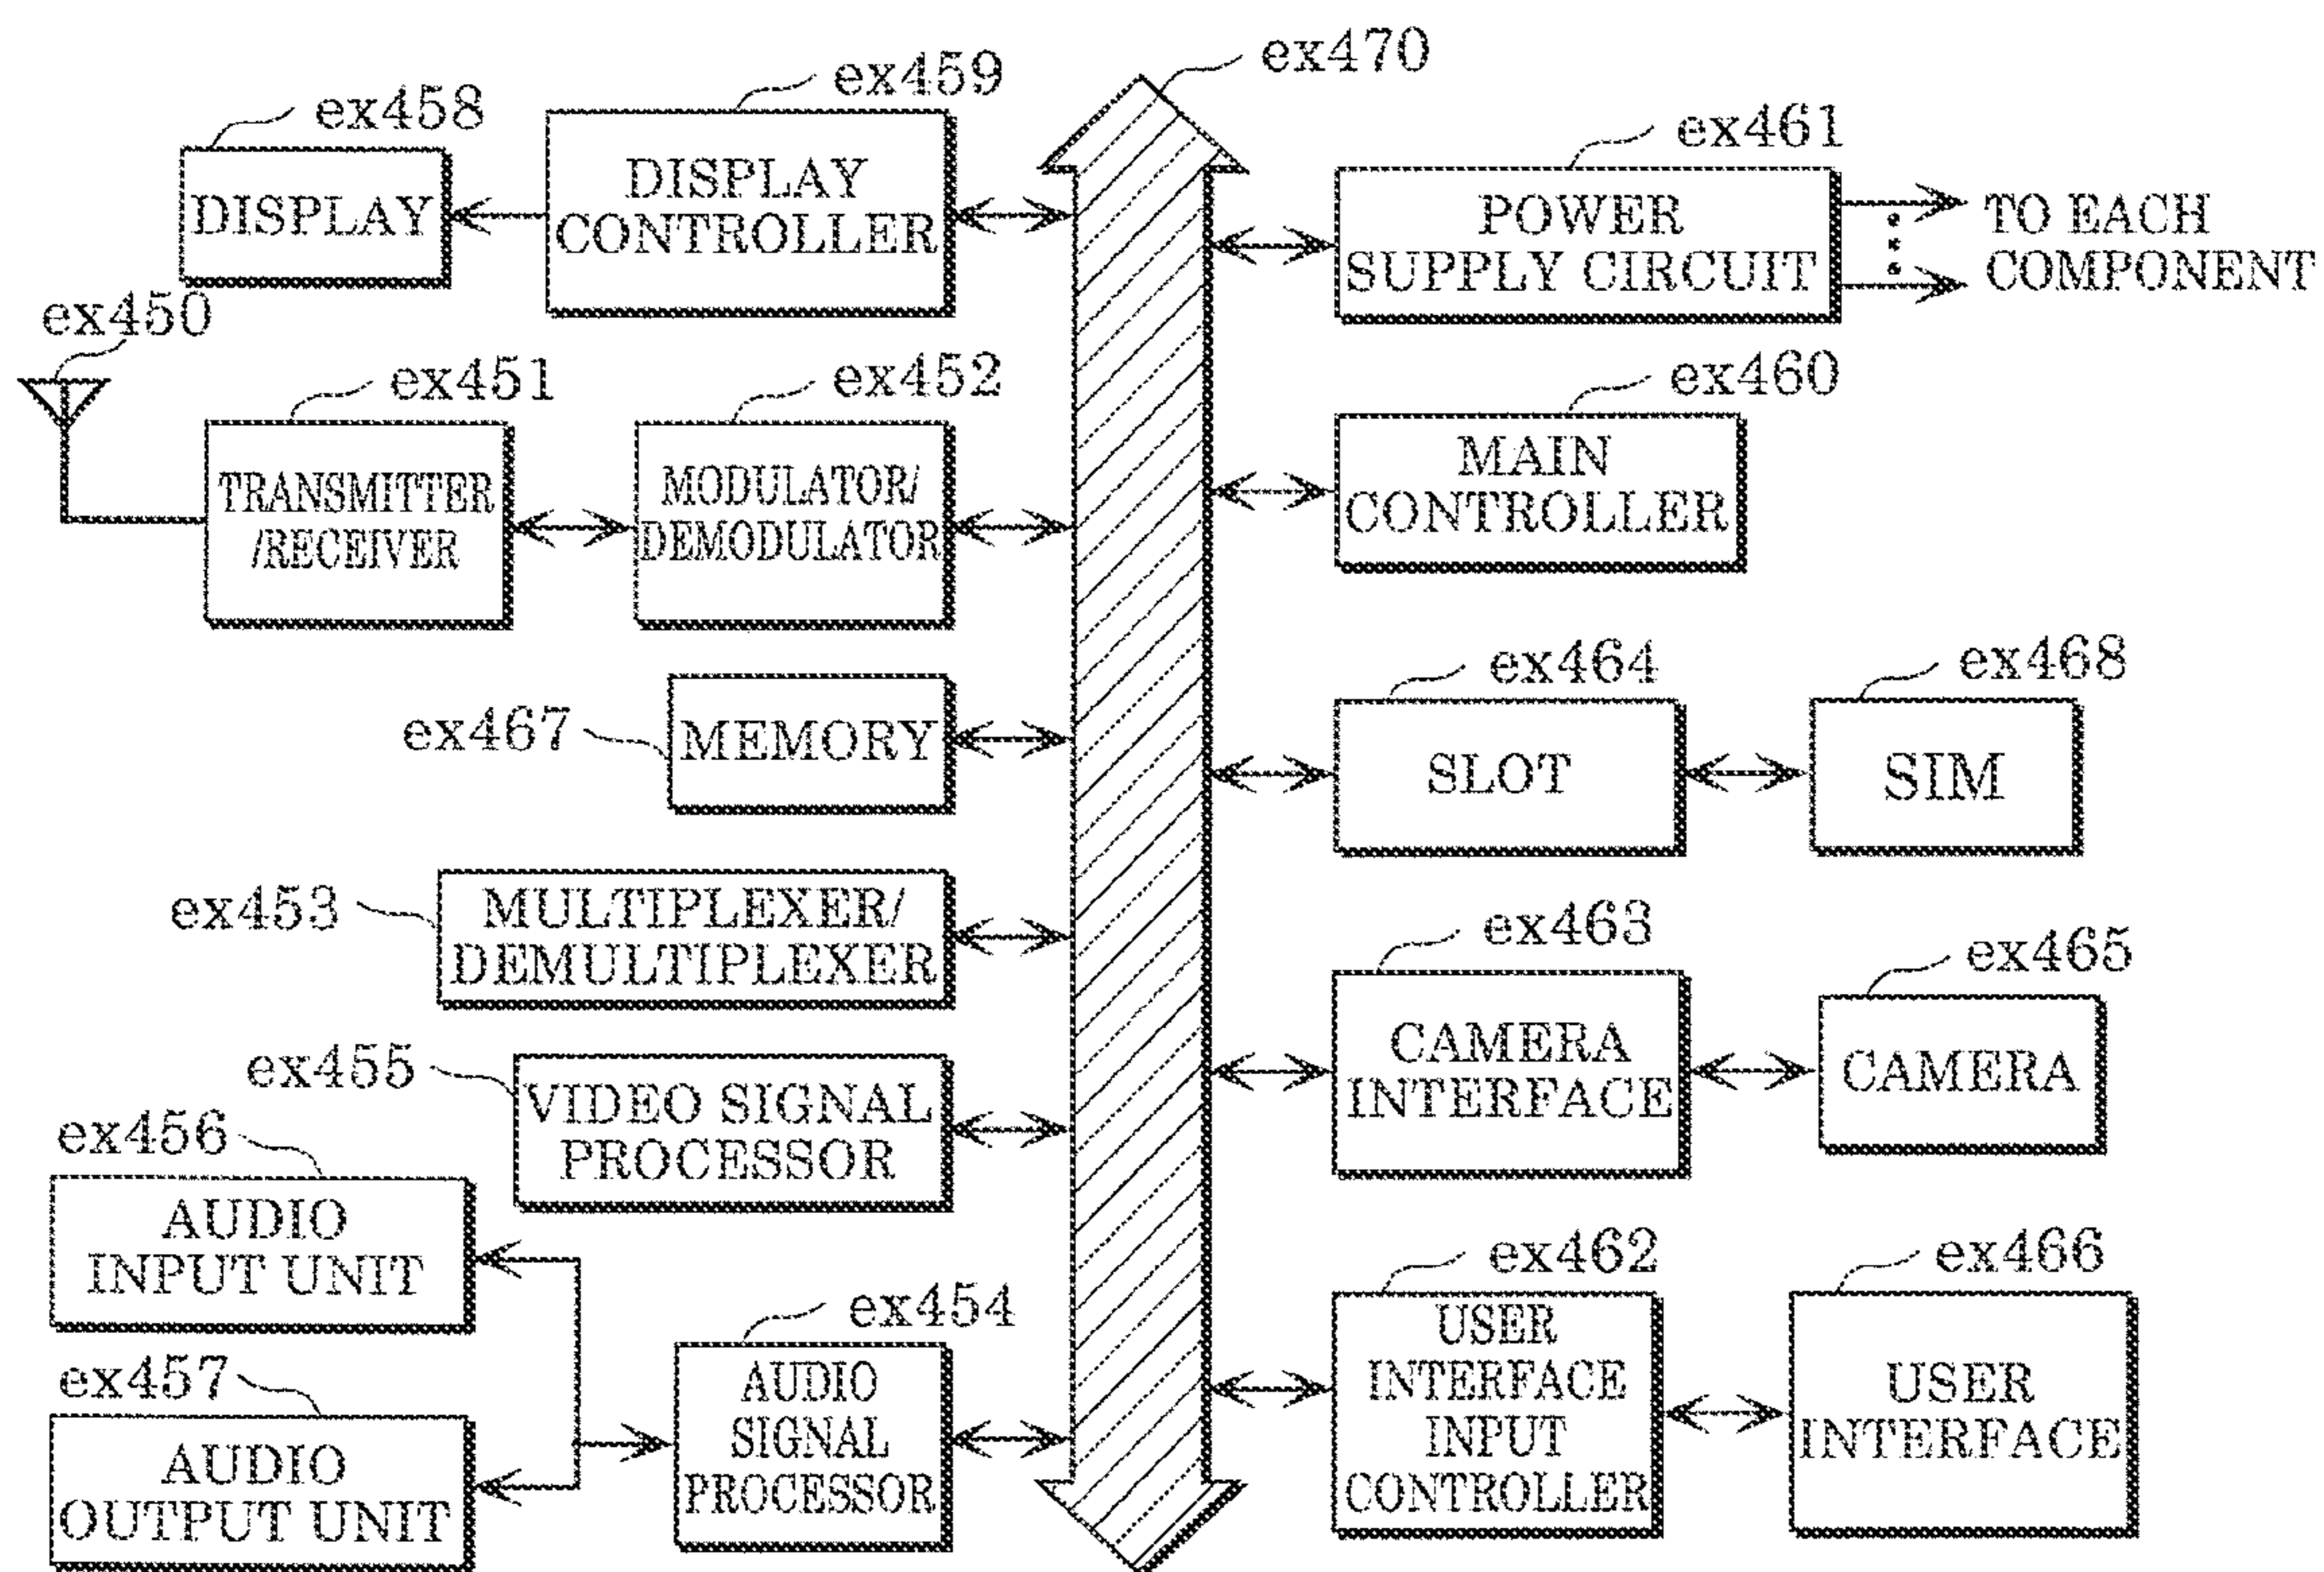 ex470
ex459
ex458
DISPLAY
DISPLAY
CONTROLLER
ex461
POWER
SUPPLY CIRCUIT
TO EACH
COMPONENT
ex450
ex451
TRANSMITTER
/RECEIVER
ex452
MODULATOR/
DEMODULATOR
ex460
MAIN
CONTROLLER
ex467
MEMORY
ex464
SLOT
ex468
SIM
ex453
MULTIPLEXER/
DEMULTIPLEXER
ex463
CAMERA
INTERFACE
ex465
CAMERA
ex455
VIDEO SIGNAL
PROCESSOR
ex456
AUDIO
INPUT UNIT
ex457
AUDIO
OUTPUT UNIT
ex454
AUDIO
SIGNAL
PROCESSOR
ex462
USER
INTERFACE
INPUT
CONTROLLER
ex466
USER
INTERFACE